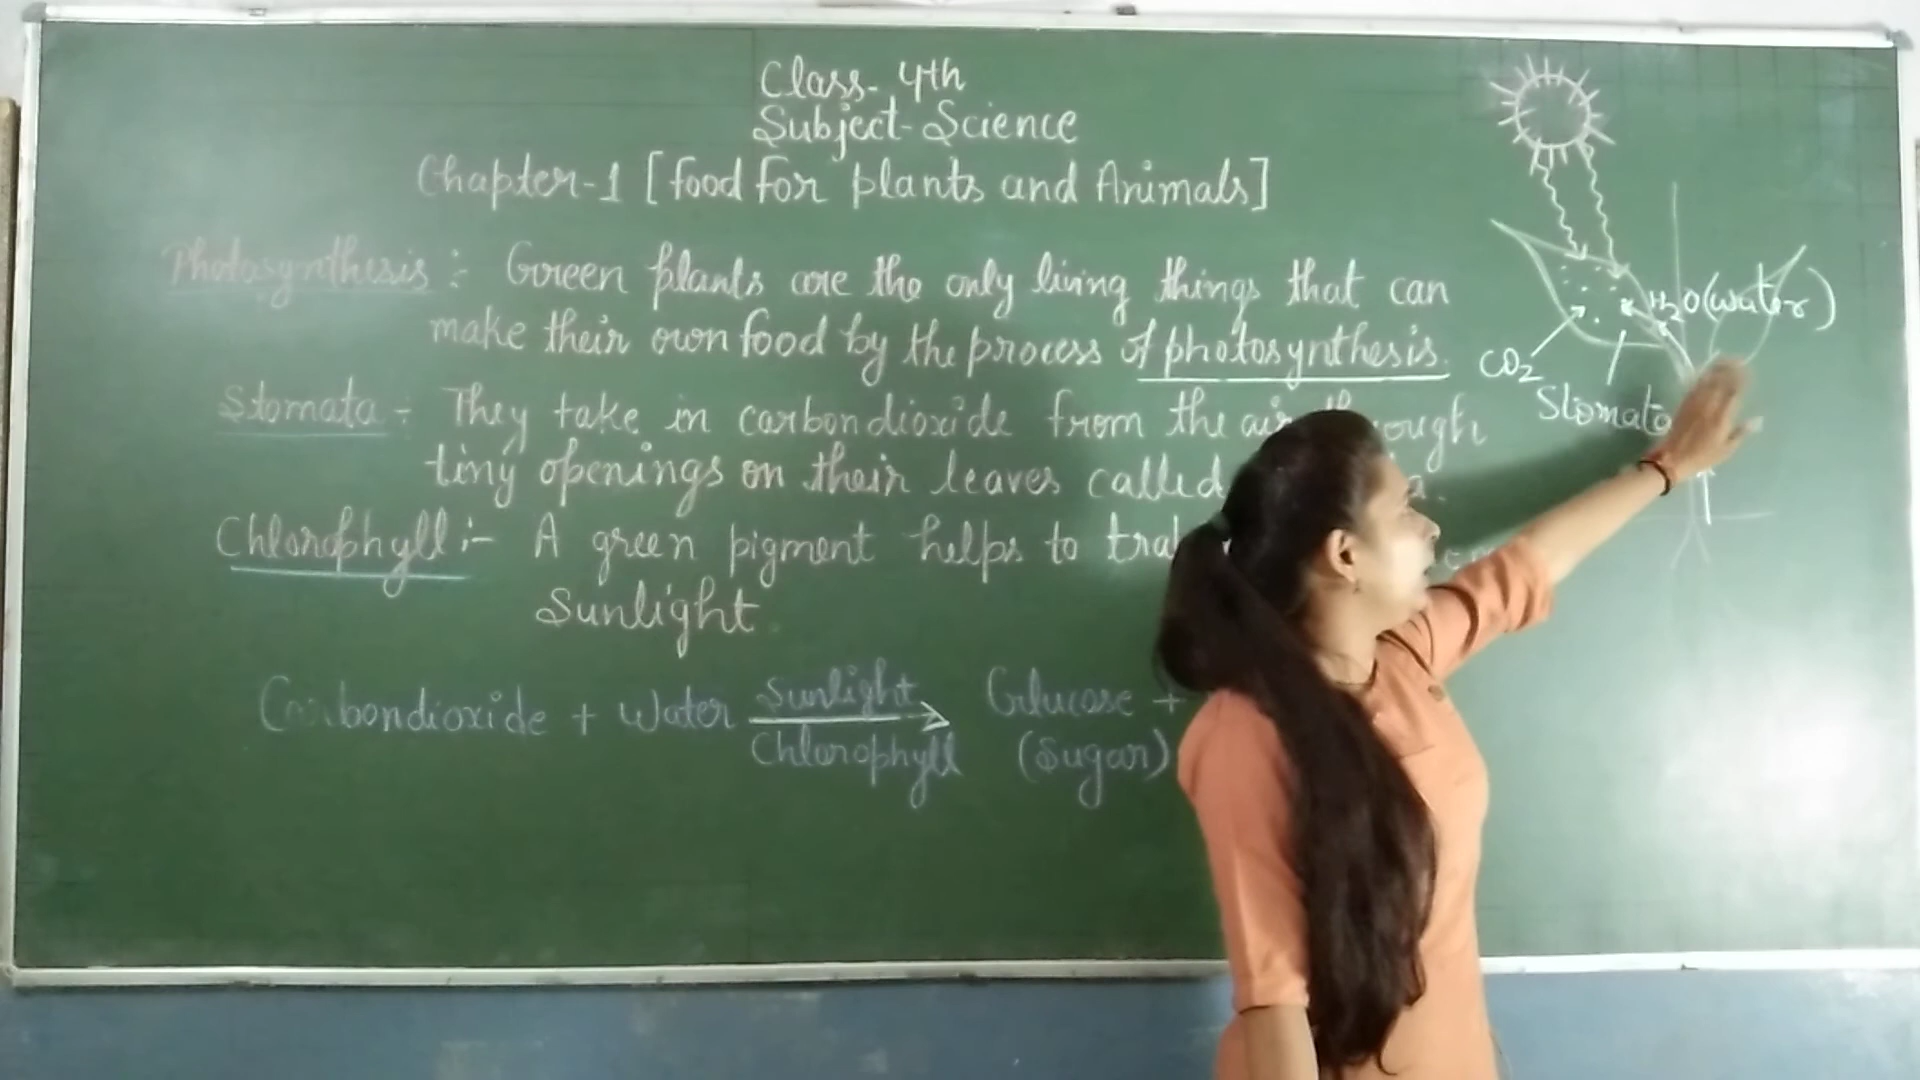 Class- 4th
Subject- Science
Chapter-1 [Food For plants and Animals]
Photosynthesis :- Green plants are the only living things that can
make their own food by the process of photosynthesis.
Stomata - They take in carbondioxide from the air
tiny openings on their leaves called
Chlorophyll :- A green pigment helps to
Sunlight
Carbondioxide + Water Sunlight Glucose +
Chlorophyll (Sugar)
H2O(water)
CO2
Stomata